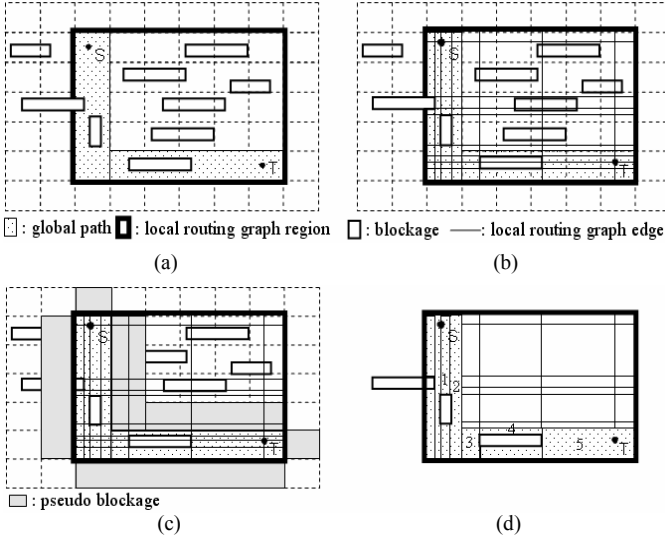 S
T
S
T
: global path : local routing graph region
: blockage : local routing graph edge
(a)
(b)
S
T
S
1
2
3
4
5
T
: pseudo blockage
(c)
(d)